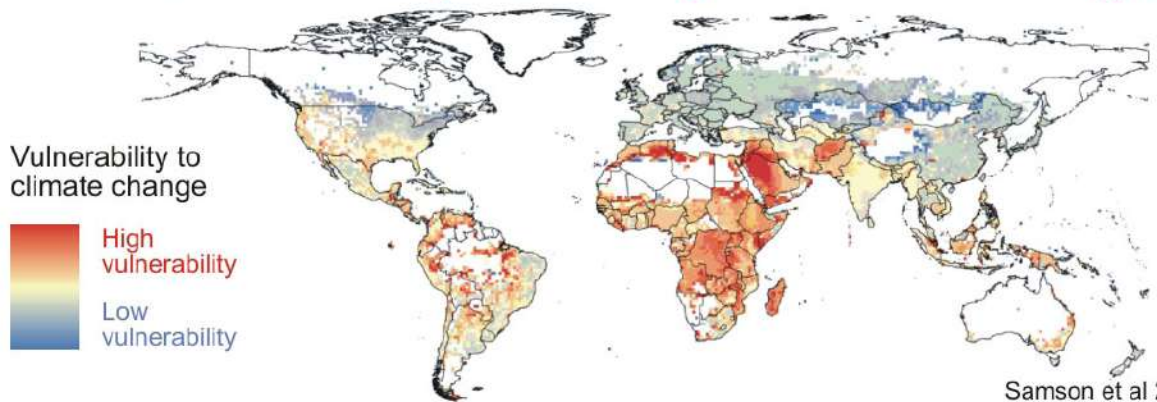 Vulnerability to
climate change
High
vulnerability
Low
vulnerability
Samson et al